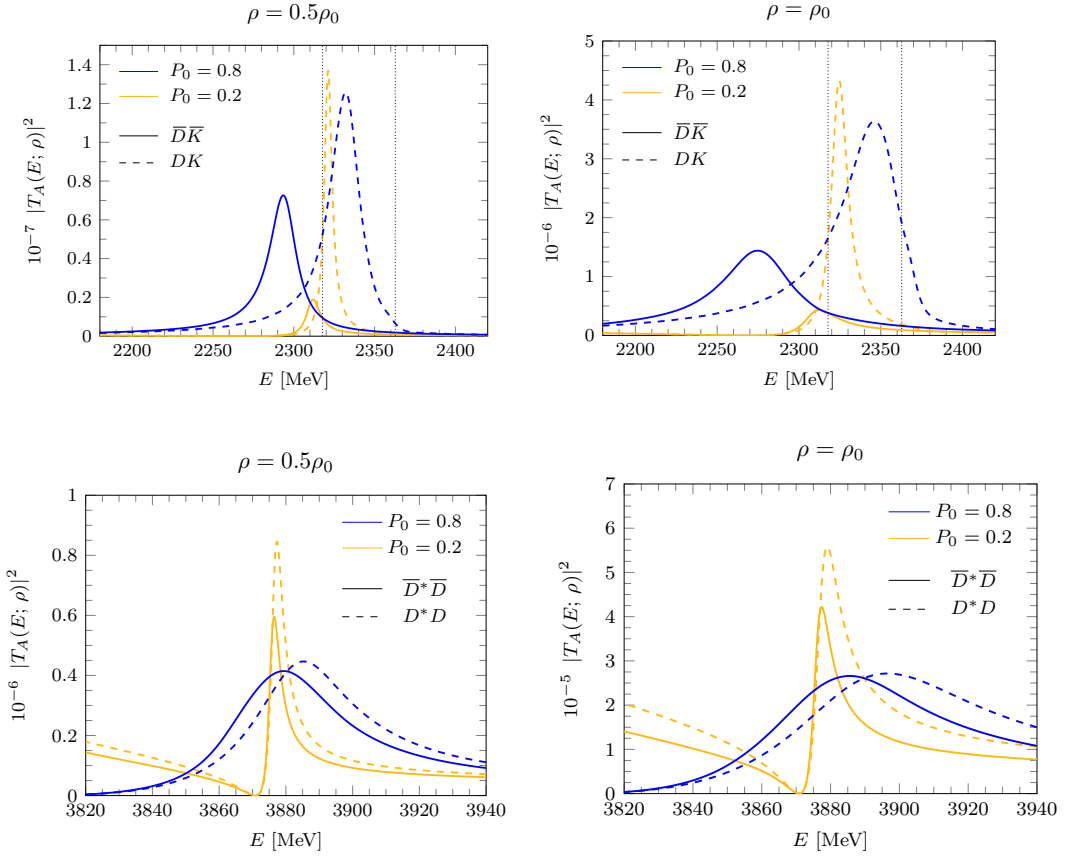 ρ = 0.5ρ₀
10⁻⁷ |T_A(E; ρ)|²
1.4
1.2
1
0.8
0.6
0.4
0.2
0
P₀ = 0.8
P₀ = 0.2
D̅K̅
DK
2200 2250 2300 2350 2400
E [MeV]
ρ = ρ₀
10⁻⁶ |T_A(E; ρ)|²
5
4
3
2
1
0
P₀ = 0.8
P₀ = 0.2
D̅K̅
DK
2200 2250 2300 2350 2400
E [MeV]
ρ = 0.5ρ₀
10⁻⁶ |T_A(E; ρ)|²
1
0.8
0.6
0.4
0.2
0
P₀ = 0.8
P₀ = 0.2
D̅*D̅
D*D
3820 3840 3860 3880 3900 3920 3940
E [MeV]
ρ = ρ₀
10⁻⁵ |T_A(E; ρ)|²
7
6
5
4
3
2
1
0
P₀ = 0.8
P₀ = 0.2
D̅*D̅
D*D
3820 3840 3860 3880 3900 3920 3940
E [MeV]